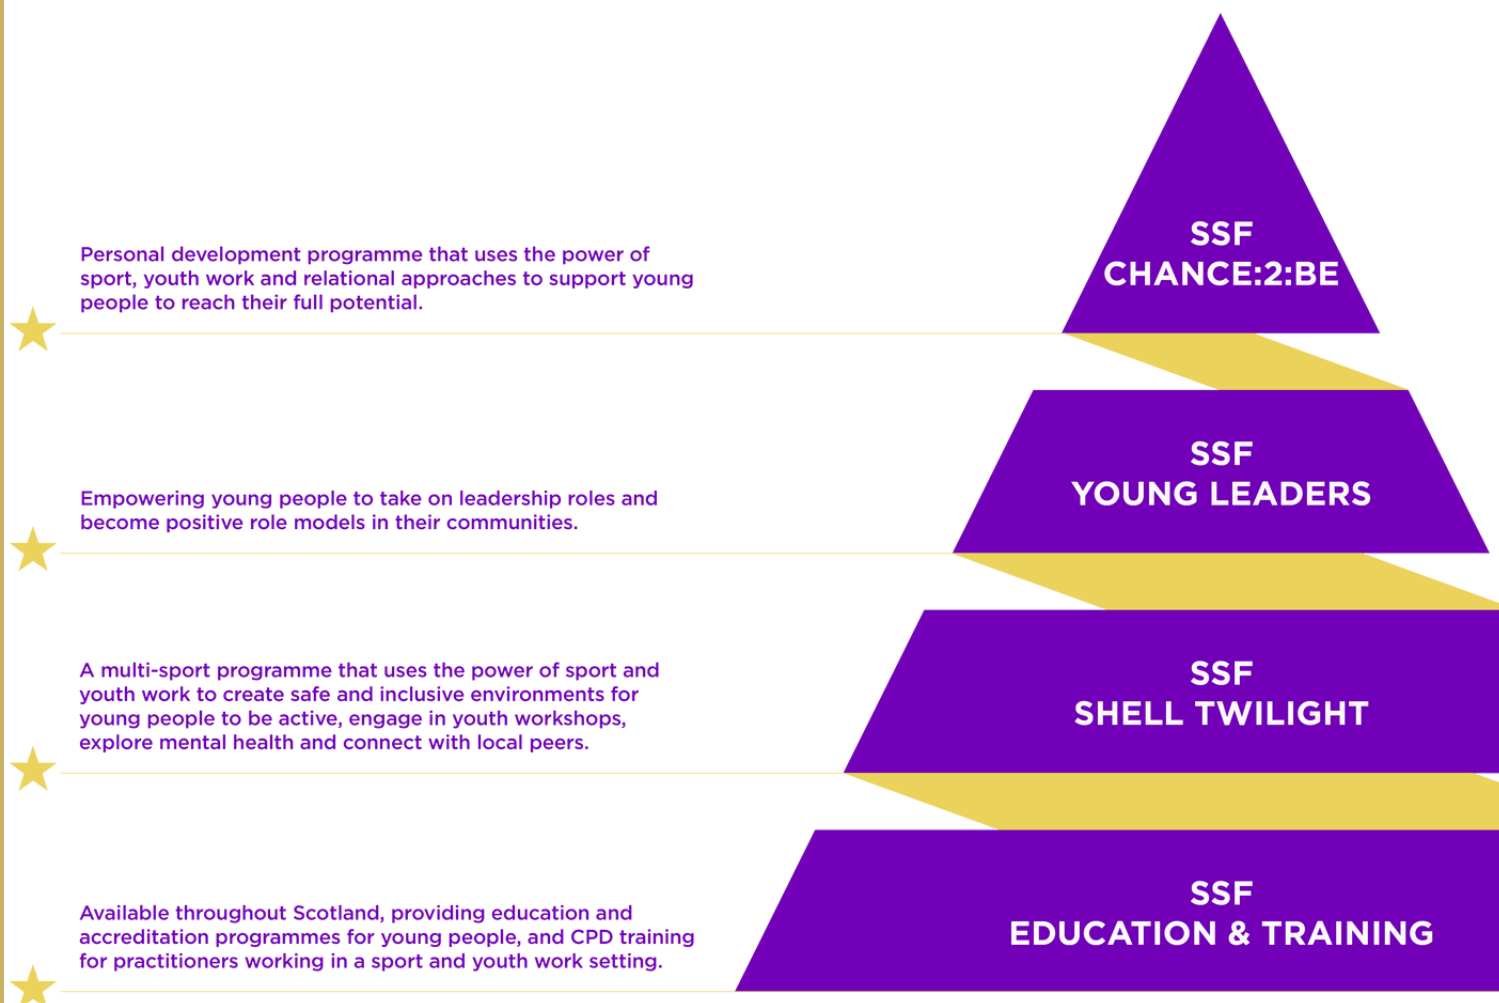 Personal development programme that uses the power of
sport, youth work and relational approaches to support young
people to reach their full potential.
SSF
CHANCE:2:BE
Empowering young people to take on leadership roles and
become positive role models in their communities.
SSF
YOUNG LEADERS
A multi-sport programme that uses the power of sport and
youth work to create safe and inclusive environments for
young people to be active, engage in youth workshops,
explore mental health and connect with local peers.
SSF
SHELL TWILIGHT
Available throughout Scotland, providing education and
accreditation programmes for young people, and CPD training
for practitioners working in a sport and youth work setting.
SSF
EDUCATION & TRAINING